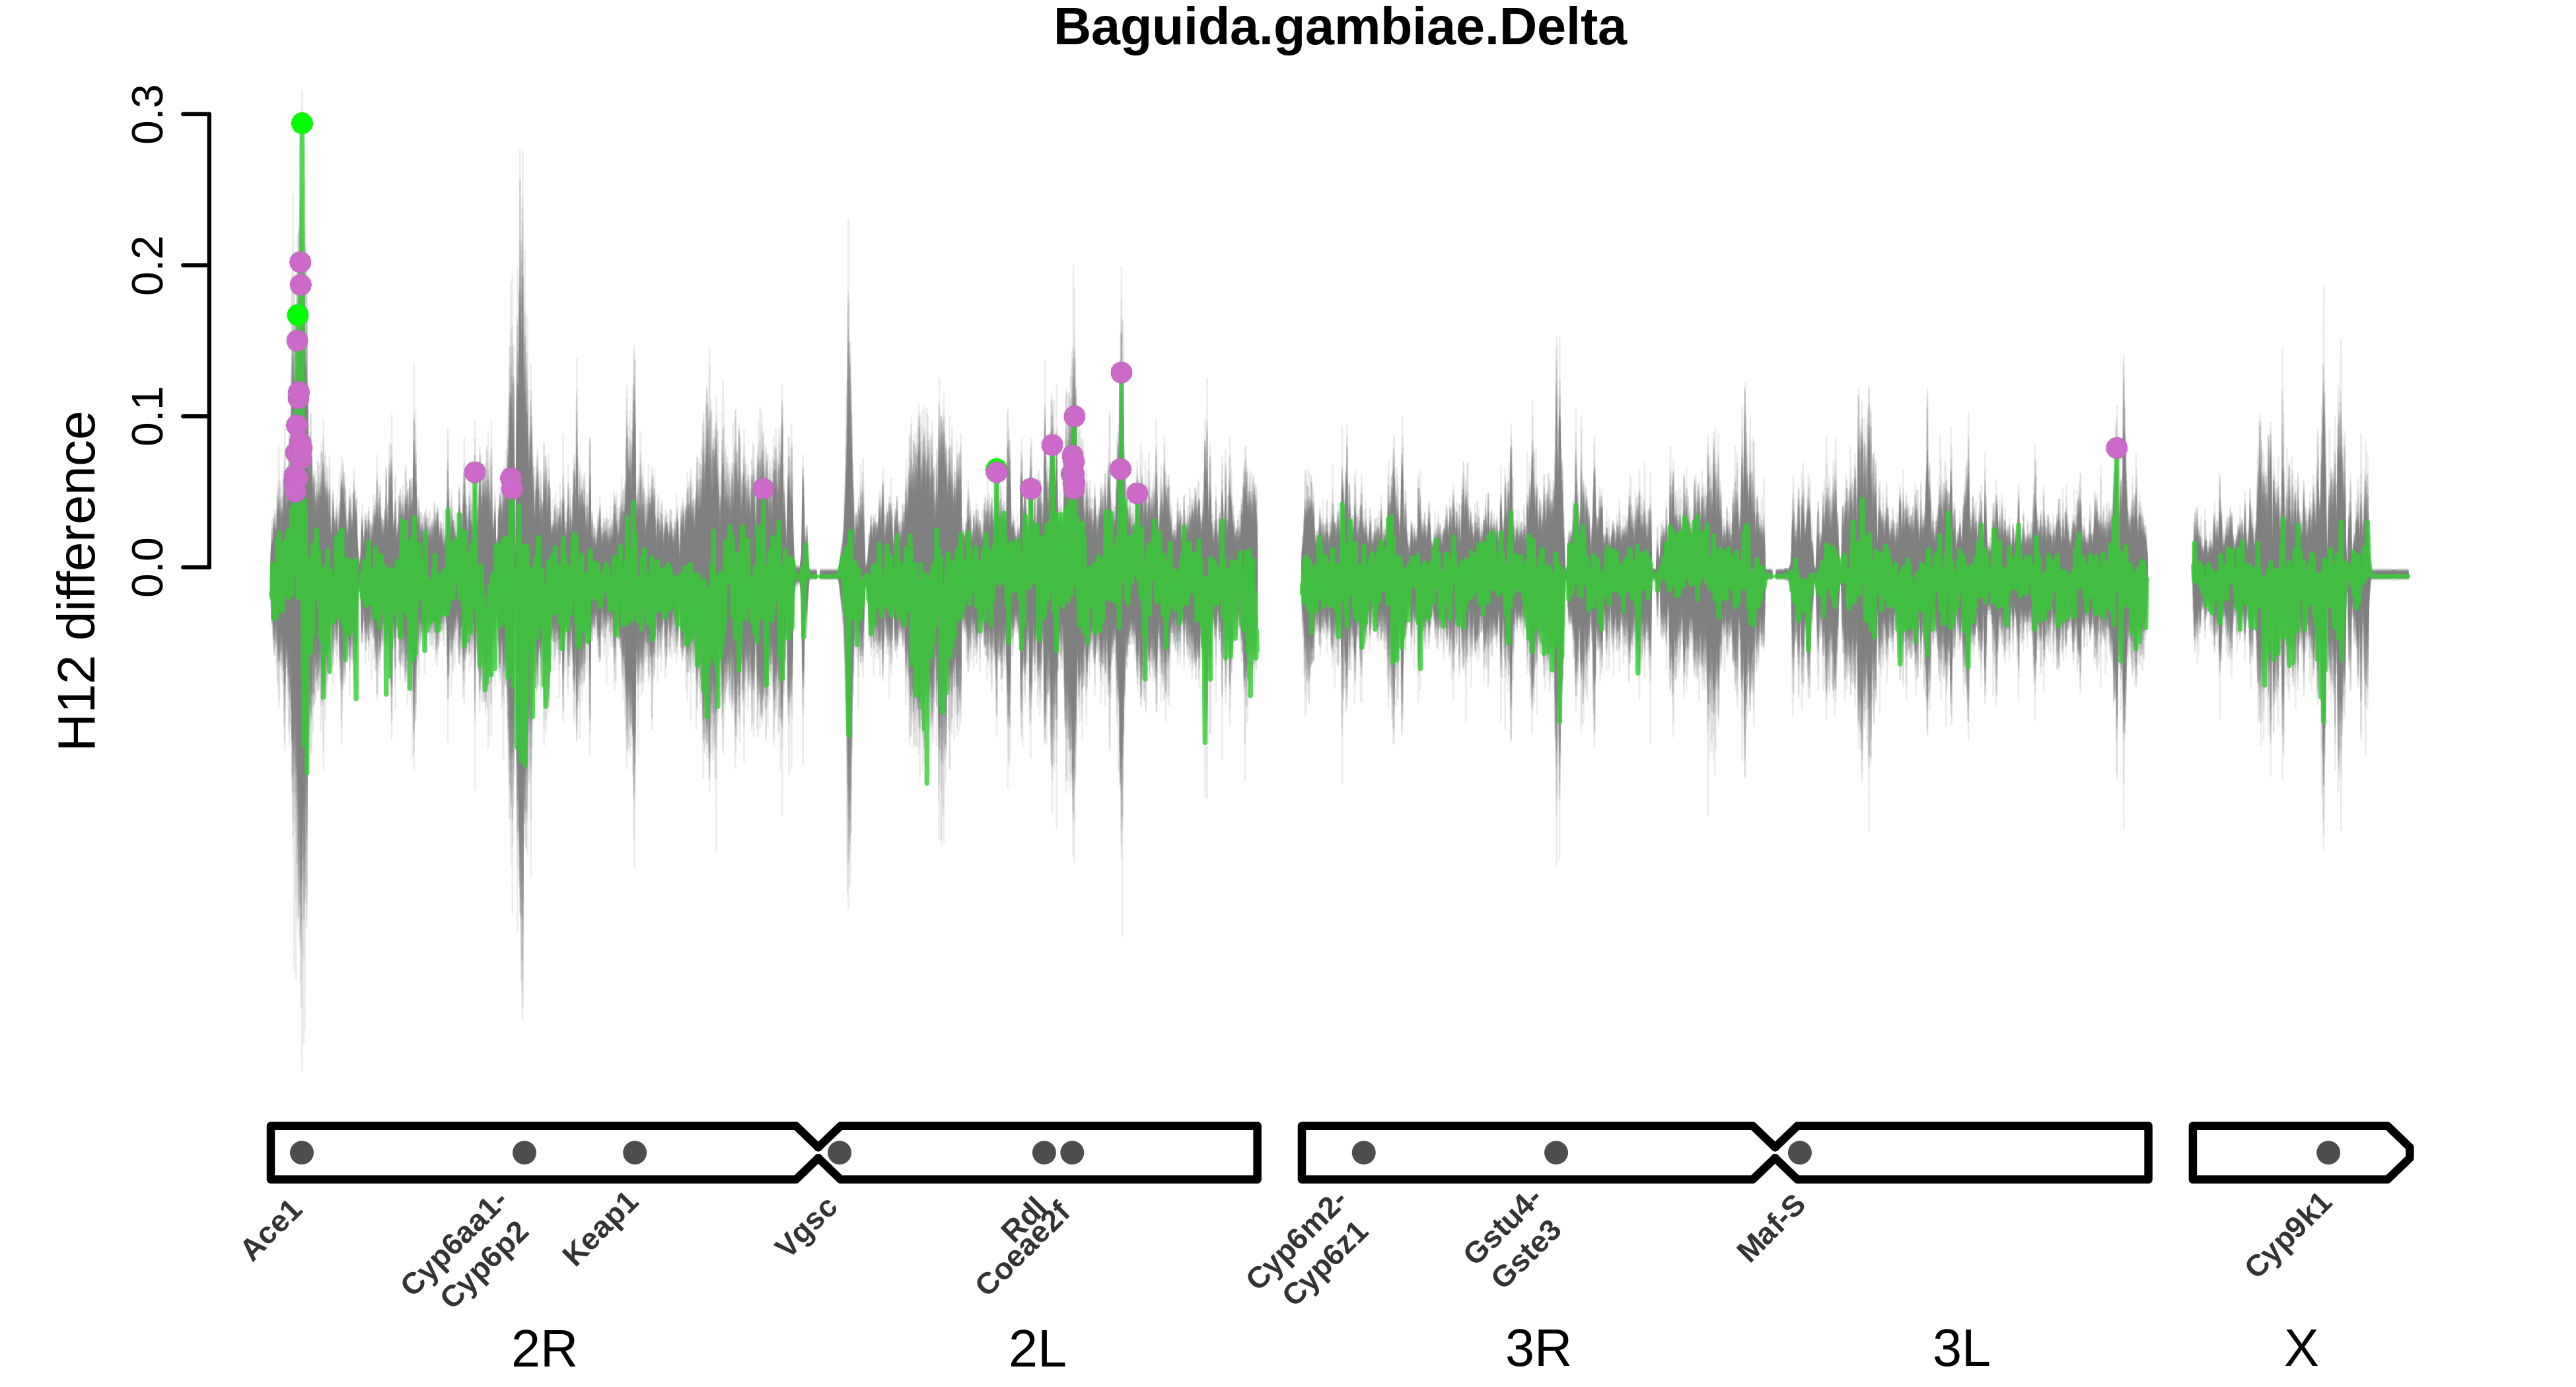 Baguida.gambiae.Delta
H12 difference
0.3
0.2
0.1
0.0
Ace1
Cyp6aa1-
Cyp6p2
Keap1
Vgsc
Rdl
Coeae2f
Cyp6m2-
Cyp6z1
Gstu4-
Gste3
Maf-S
Cyp9k1
2R
2L
3R
3L
X